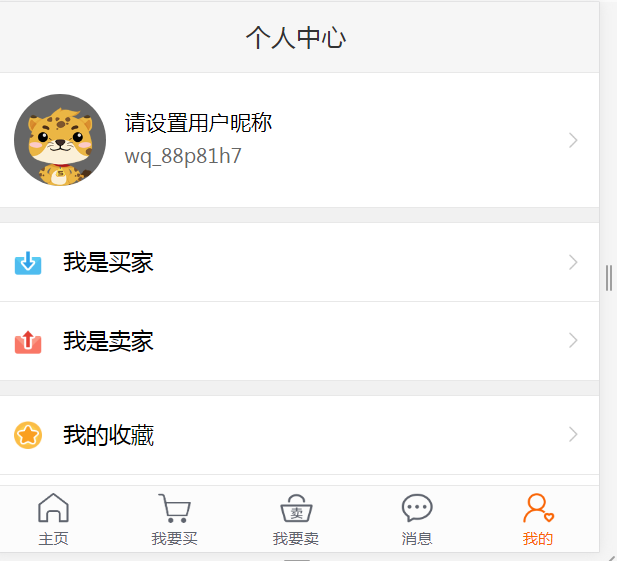 个人中心
请设置用户昵称
wq_88p81h7
我是买家
我是卖家
我的收藏
卖
主页
我要买
我要卖
消息
我的